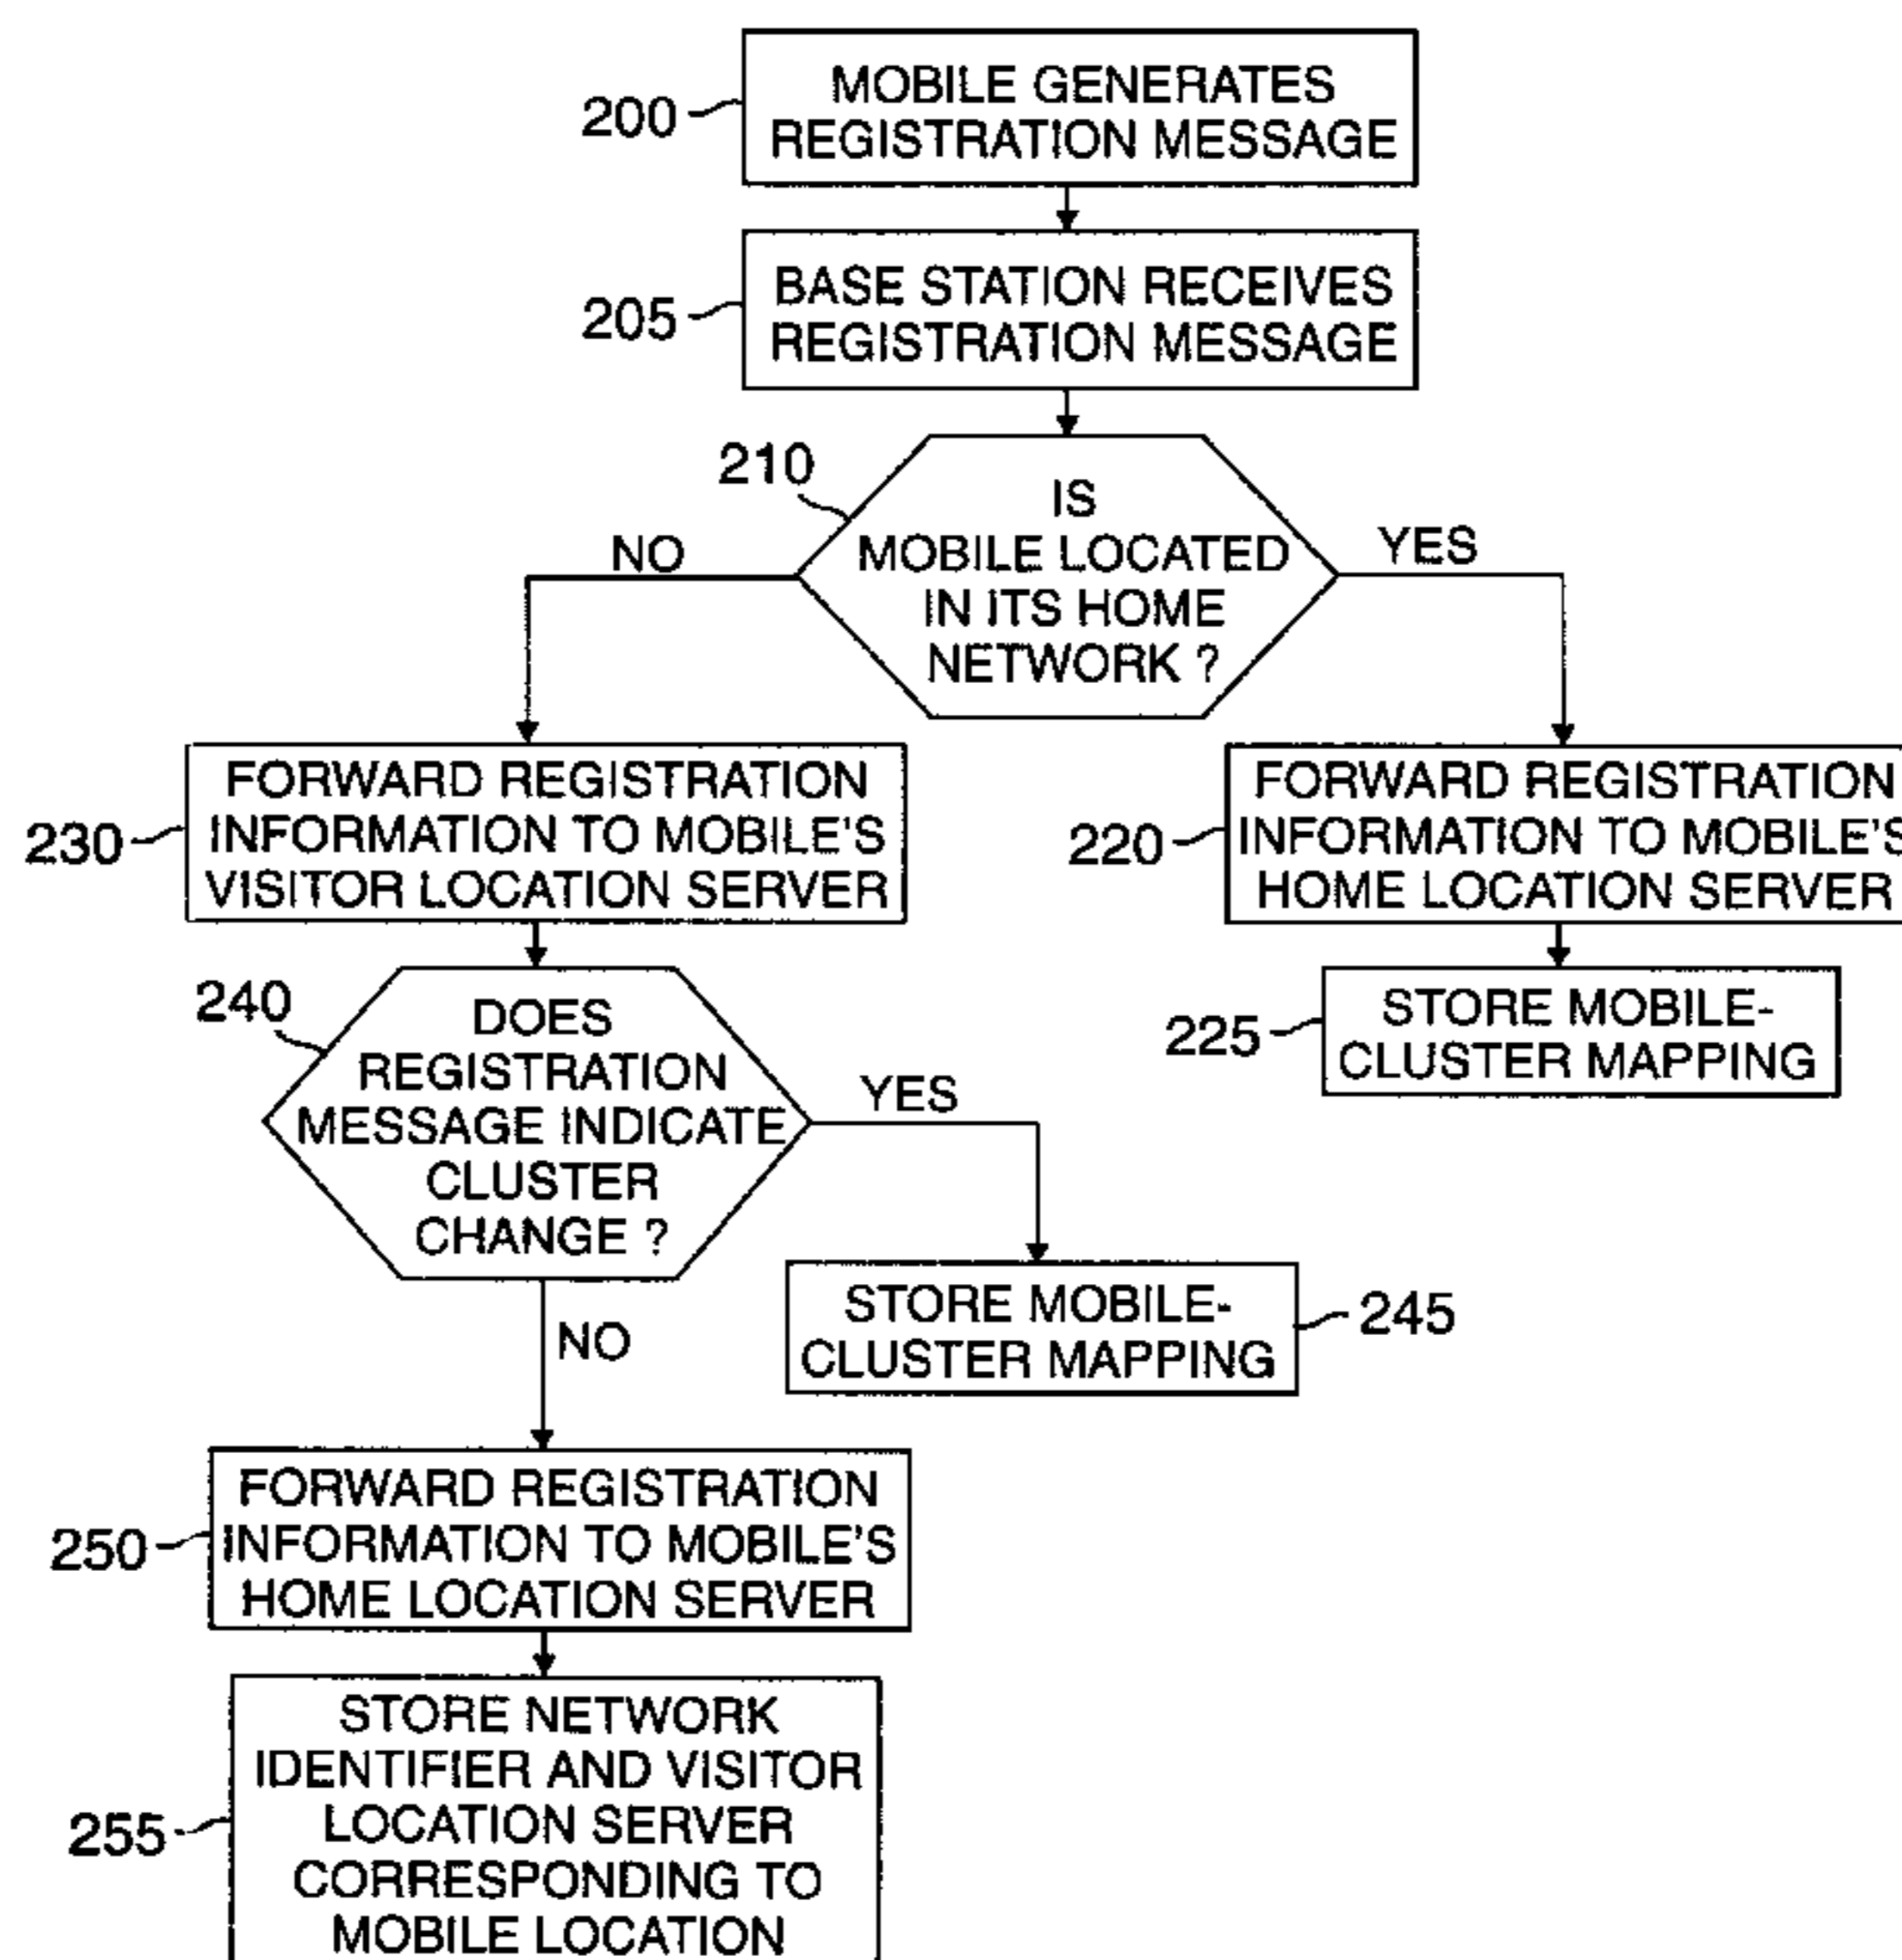 200
MOBILE GENERATES
REGISTRATION MESSAGE
205
BASE STATION RECEIVES
REGISTRATION MESSAGE
210
IS
MOBILE LOCATED
IN ITS HOME
NETWORK ?
NO
YES
230
FORWARD REGISTRATION
INFORMATION TO MOBILE'S
VISITOR LOCATION SERVER
220
FORWARD REGISTRATION
INFORMATION TO MOBILE'S
HOME LOCATION SERVER
225
STORE MOBILE-
CLUSTER MAPPING
240
DOES
REGISTRATION
MESSAGE INDICATE
CLUSTER
CHANGE ?
YES
NO
STORE MOBILE-
CLUSTER MAPPING
245
250
FORWARD REGISTRATION
INFORMATION TO MOBILE'S
HOME LOCATION SERVER
255
STORE NETWORK
IDENTIFIER AND VISITOR
LOCATION SERVER
CORRESPONDING TO
MOBILE LOCATION